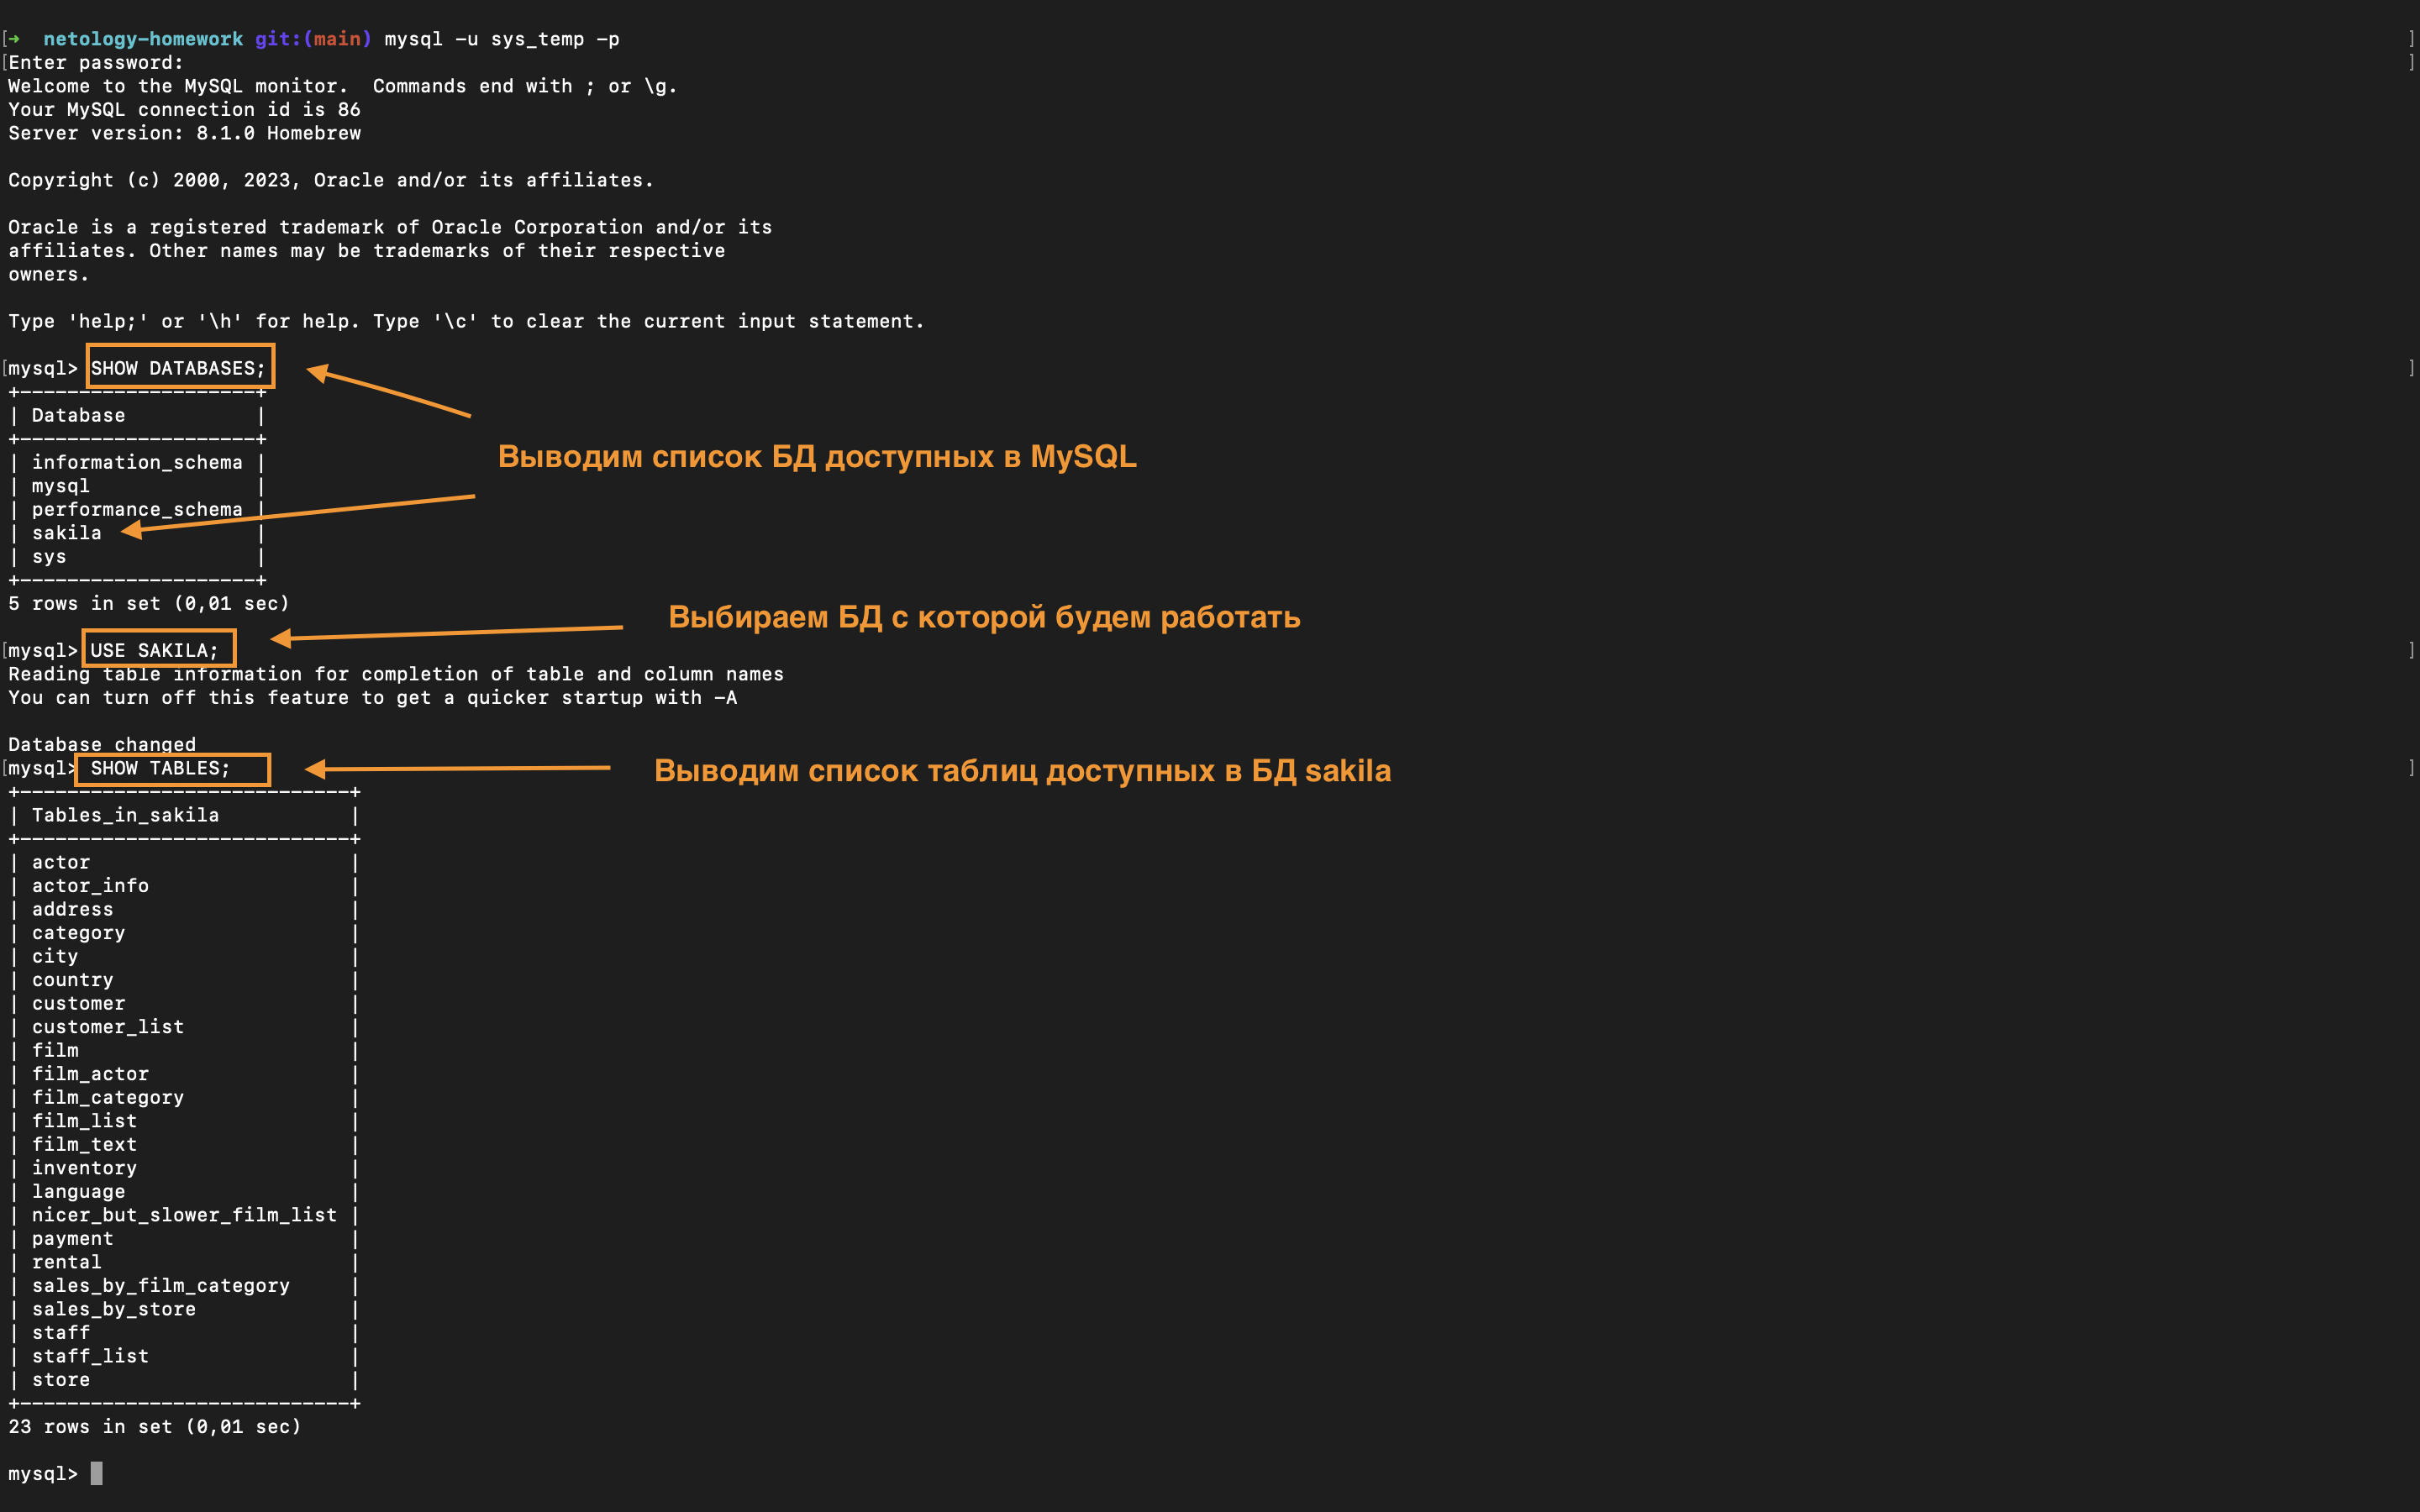 [➜  netology-homework git:(main) mysql -u sys_temp -p ]
[Enter password: ]
Welcome to the MySQL monitor.  Commands end with ; or \g.
Your MySQL connection id is 86
Server version: 8.1.0 Homebrew
Copyright (c) 2000, 2023, Oracle and/or its affiliates.
Oracle is a registered trademark of Oracle Corporation and/or its
affiliates. Other names may be trademarks of their respective
owners.
Type 'help;' or '\h' for help. Type '\c' to clear the current input statement.
[mysql> SHOW DATABASES; ]
+--------------------+
| Database           |
+--------------------+
Выводим список БД доступных в MySQL
| information_schema |
| mysql              |
| performance_schema |
| sakila             |
| sys                |
+--------------------+
5 rows in set (0,01 sec)
Выбираем БД с которой будем работать
[mysql> USE SAKILA; ]
Reading table information for completion of table and column names
You can turn off this feature to get a quicker startup with -A
Database changed
[mysql> SHOW TABLES; ]
Выводим список таблиц доступных в БД sakila
+----------------------------+
| Tables_in_sakila           |
+----------------------------+
| actor                      |
| actor_info                 |
| address                    |
| category                   |
| city                       |
| country                    |
| customer                   |
| customer_list              |
| film                       |
| film_actor                 |
| film_category              |
| film_list                  |
| film_text                  |
| inventory                  |
| language                   |
| nicer_but_slower_film_list |
| payment                    |
| rental                     |
| sales_by_film_category     |
| sales_by_store             |
| staff                      |
| staff_list                 |
| store                      |
+----------------------------+
23 rows in set (0,01 sec)
mysql>